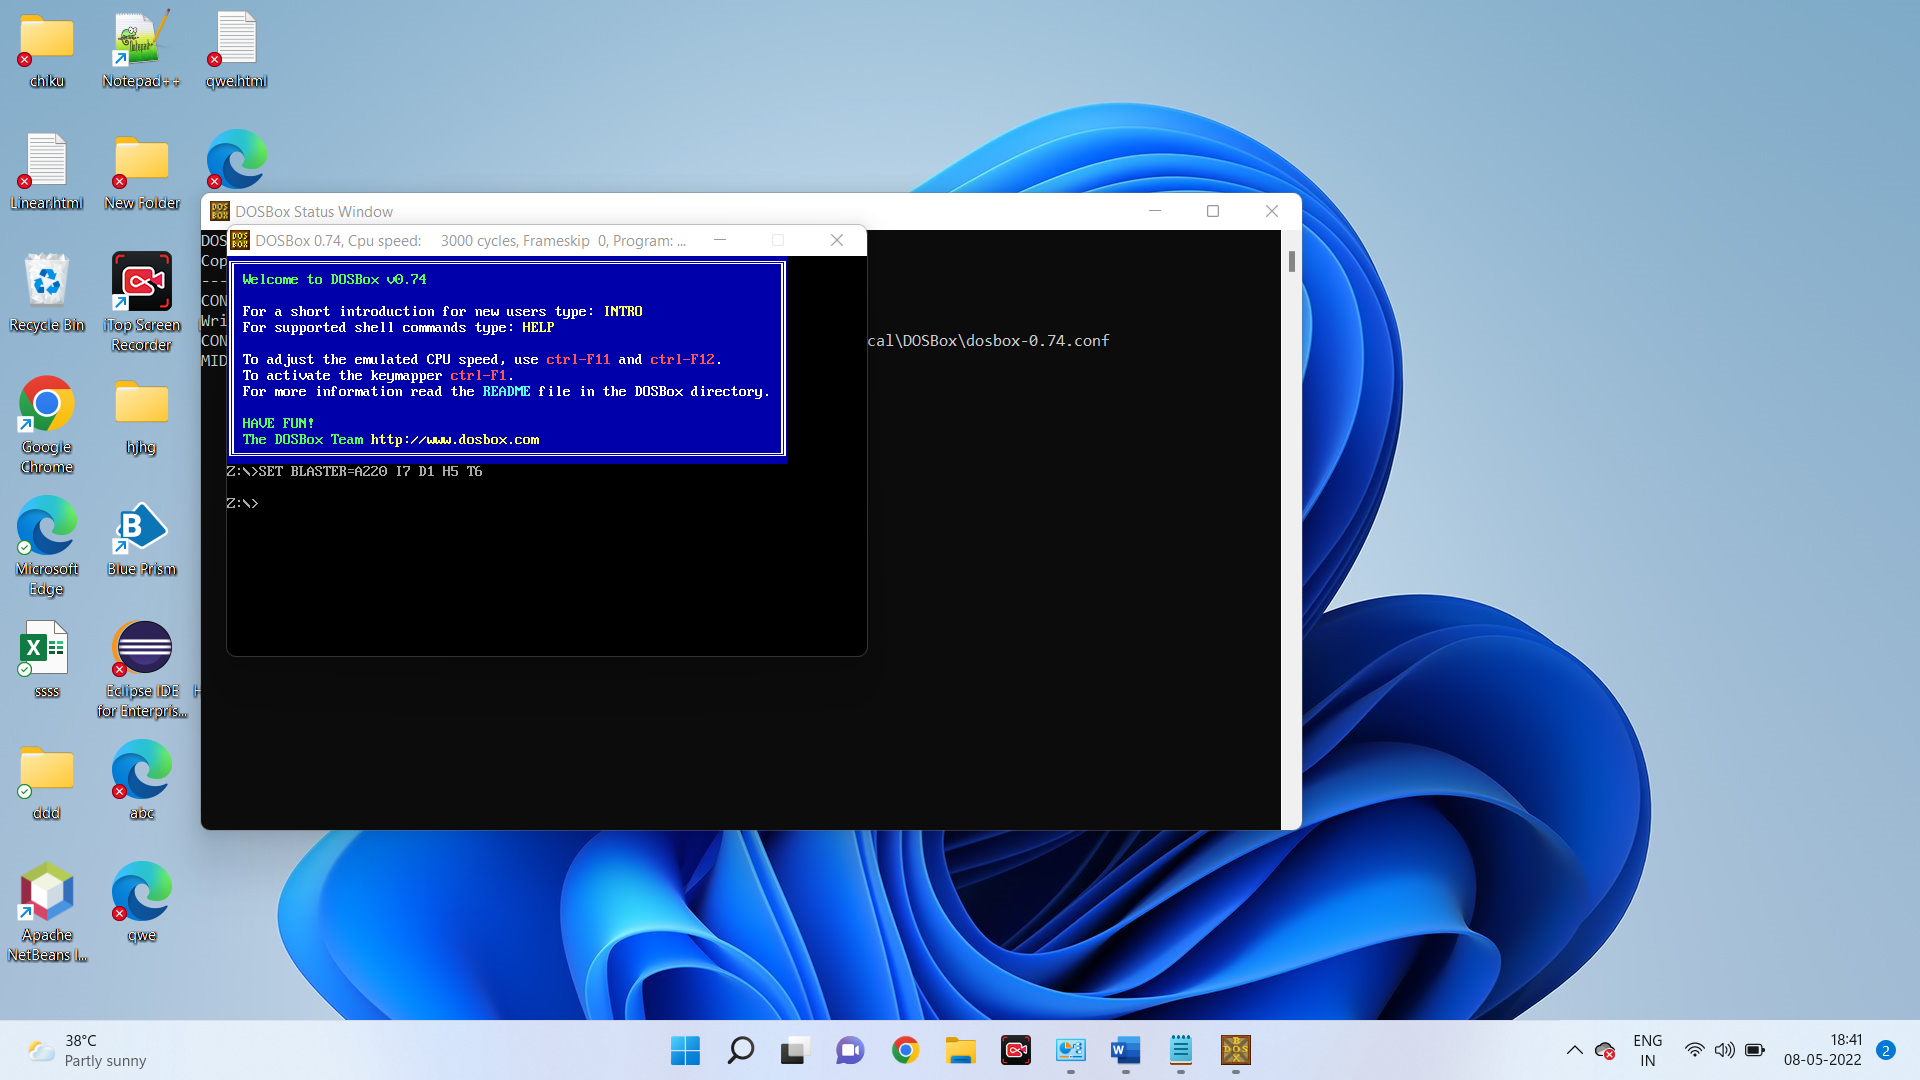 chiku
Notepad++
qwe.html
Linear.html
New Folder
Recycle Bin
iTop Screen
Recorder
Google
Chrome
hjhg
Microsoft
Edge
Blue Prism
ssss
Eclipse IDE
for Enterpris...
H
ddd
abc
Apache
NetBeans I...
qwe
DOSBox Status Window
DOS
Cop
---
CON
Wri
CON
cal\DOSBox\dosbox-0.74.conf
MID
DOSBox 0.74, Cpu speed: 3000 cycles, Frameskip 0, Program: ...
Welcome to DOSBox v0.74
For a short introduction for new users type: INTRO
For supported shell commands type: HELP
To adjust the emulated CPU speed, use ctrl-F11 and ctrl-F12.
To activate the keymapper ctrl-F1.
For more information read the README file in the DOSBox directory.
HAVE FUN!
The DOSBox Team http://www.dosbox.com
Z:\>SET BLASTER=A220 I7 D1 H5 T6
Z:\>
38°C
Partly sunny
ENG
IN
18:41
08-05-2022
2